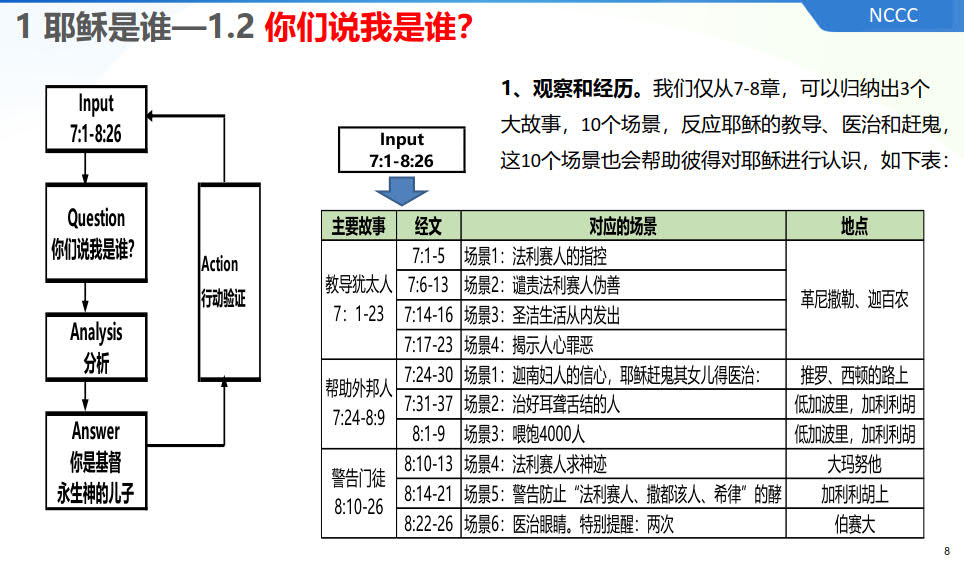 1 耶稣是谁—1.2 你们说我是谁?
NCCC
Input
7:1-8:26
Question
你们说我是谁?
Analysis
分析
Answer
你是基督
永生神的儿子
Action
行动验证
1、观察和经历。我们仅从7-8章，可以归纳出3个
大故事，10个场景，反应耶稣的教导、医治和赶鬼，
这10个场景也会帮助彼得对耶稣进行认识，如下表：
Input
7:1-8:26
主要故事 经文 对应的场景 地点
教导犹太人
7：1-23
7:1-5 场景1：法利赛人的指控
7:6-13 场景2：谴责法利赛人伪善
7:14-16 场景3：圣洁生活从内发出
7:17-23 场景4：揭示人心罪恶
革尼撒勒、迦百农
帮助外邦人
7:24-8:9
7:24-30 场景1：迦南妇人的信心，耶稣赶鬼其女儿得医治： 推罗、西顿的路上
7:31-37 场景2：治好耳聋舌结的人 低加波里，加利利胡
8:1-9 场景3：喂饱4000人 低加波里，加利利胡
警告门徒
8:10-26
8:10-13 场景4：法利赛人求神迹 大玛努他
8:14-21 场景5：警告防止“法利赛人、撒都该人、希律”的酵 加利利胡上
8:22-26 场景6：医治眼睛。特别提醒：两次 伯赛大
8